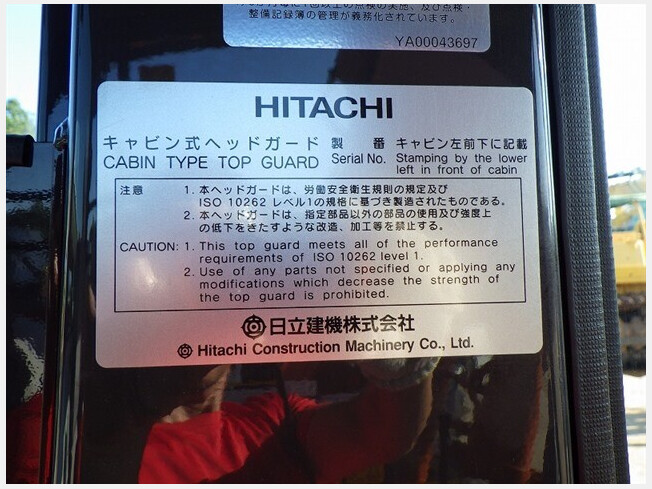 整備記録簿の管理が義務化されています。
YA00043697
HITACHI
キャビン式ヘッドガード 製 番 キャビン左前下に記載
CABIN TYPE TOP GUARD Serial No. Stamping by the lower
left in front of cabin
注意 1. 本ヘッドガードは、労働安全衛生規則の規定及び
ISO 10262 レベル1の規格に基づき製造されたものである。
2. 本ヘッドガードは、指定部品以外の部品の使用及び強度上
の低下をきたすような改造、加工等を禁止する。
CAUTION: 1. This top guard meets all of the performance
requirements of ISO 10262 level 1.
2. Use of any parts not specified or applying any
modifications which decrease the strength of
the top guard is prohibited.
日立建機株式会社
Hitachi Construction Machinery Co., Ltd.